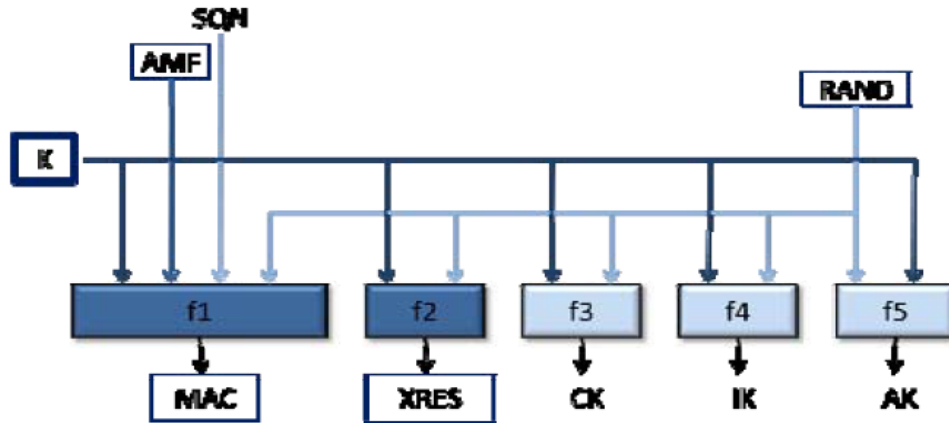 SQN
AMF
RAND
K
f1 f2 f3 f4 f5
MAC XRES CK IK AK